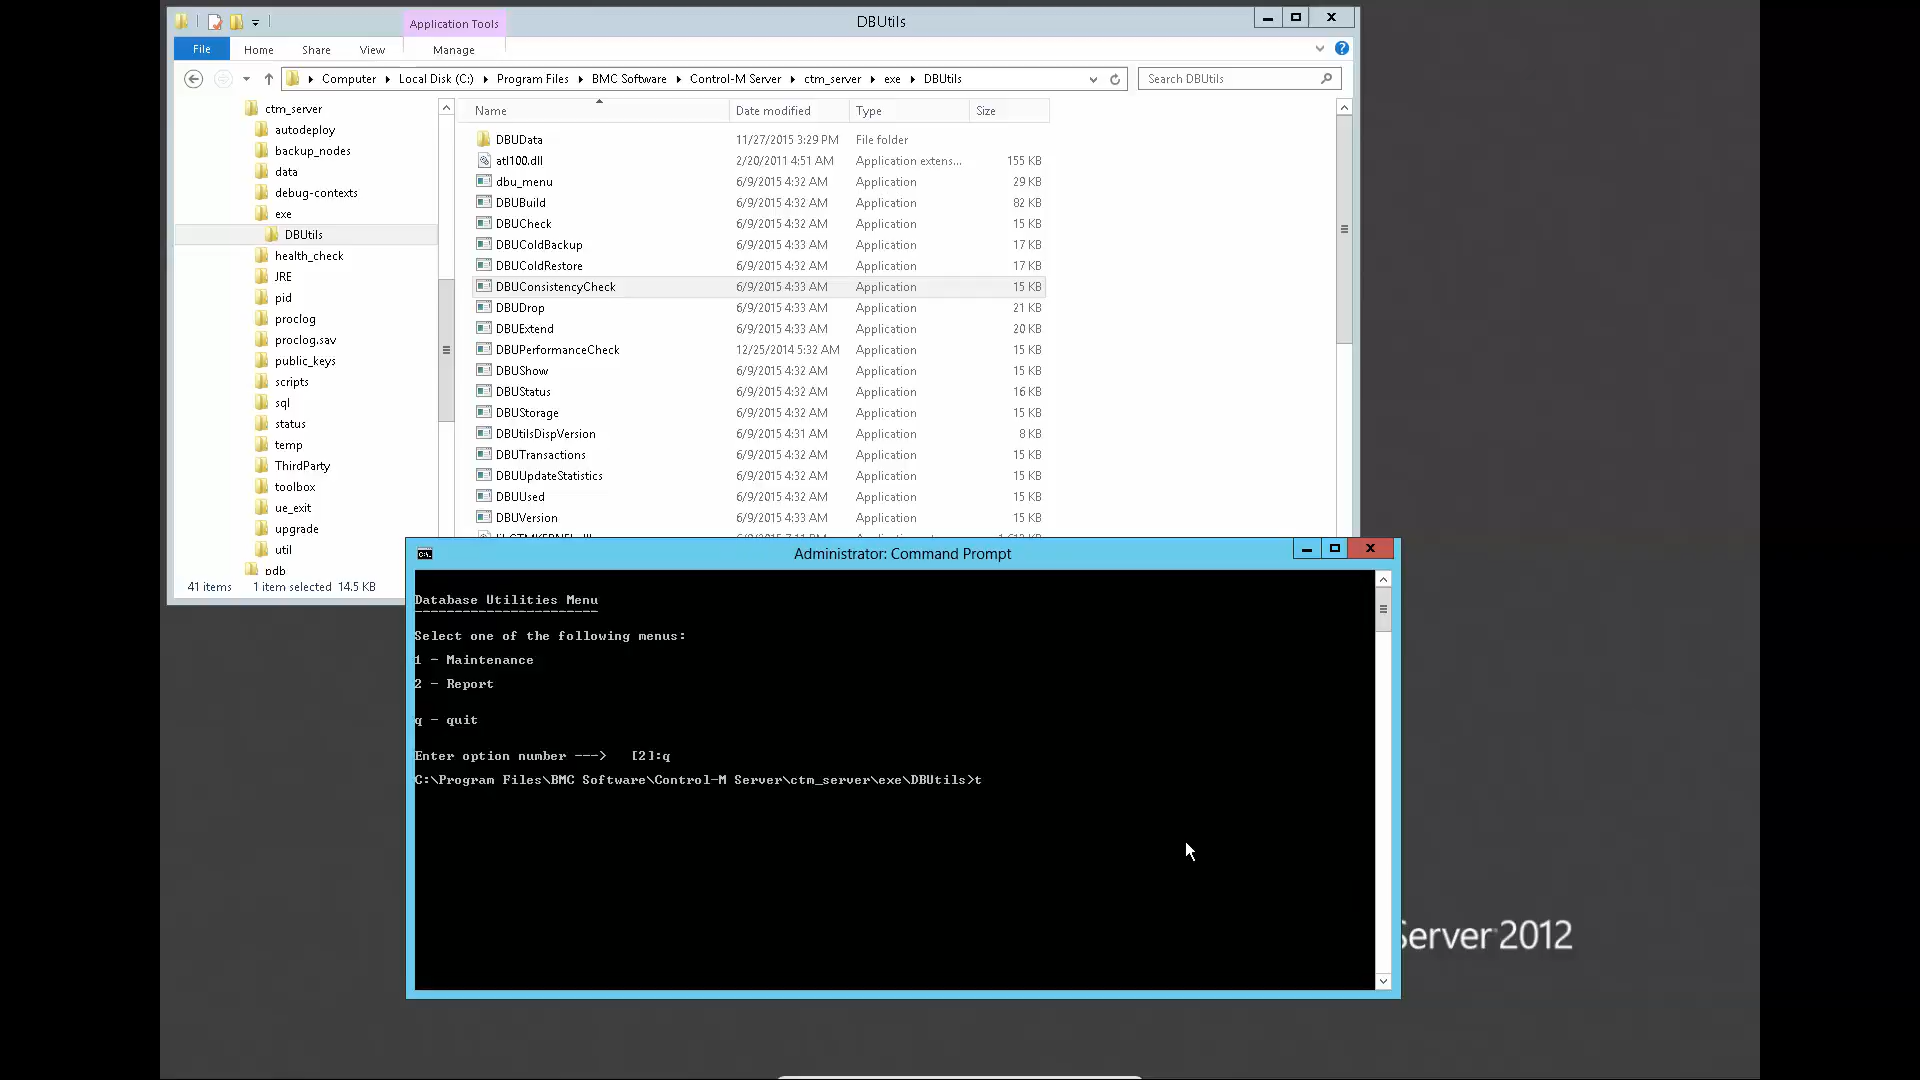 Application Tools
DBUtils
File
Home
Share
View
Manage
Computer
Local Disk (C:)
Program Files
BMC Software
Control-M Server
ctm_server
exe
DBUtils
Search DBUtils
ctm_server
autodeploy
backup_nodes
data
debug-contexts
exe
DBUtils
health_check
JRE
pid
proclog
proclog.sav
public_keys
scripts
sql
status
temp
ThirdParty
toolbox
ue_exit
upgrade
util
pdb
Name Date modified Type Size
DBUData 11/27/2015 3:29 PM File folder
atl100.dll 2/20/2011 4:51 AM Application extens... 155 KB
dbu_menu 6/9/2015 4:32 AM Application 29 KB
DBUBuild 6/9/2015 4:32 AM Application 82 KB
DBUCheck 6/9/2015 4:32 AM Application 15 KB
DBUColdBackup 6/9/2015 4:33 AM Application 17 KB
DBUColdRestore 6/9/2015 4:32 AM Application 17 KB
DBUConsistencyCheck 6/9/2015 4:33 AM Application 15 KB
DBUDrop 6/9/2015 4:33 AM Application 21 KB
DBUExtend 6/9/2015 4:33 AM Application 20 KB
DBUPerformanceCheck 12/25/2014 5:32 AM Application 15 KB
DBUShow 6/9/2015 4:32 AM Application 15 KB
DBUStatus 6/9/2015 4:32 AM Application 16 KB
DBUStorage 6/9/2015 4:32 AM Application 15 KB
DBUtilsDispVersion 6/9/2015 4:31 AM Application 8 KB
DBUTransactions 6/9/2015 4:32 AM Application 15 KB
DBUUpdateStatistics 6/9/2015 4:32 AM Application 15 KB
DBUUsed 6/9/2015 4:32 AM Application 15 KB
DBUVersion 6/9/2015 4:33 AM Application 15 KB
41 items 1 item selected 14.5 KB
Administrator: Command Prompt
Database Utilities Menu
-----------------------
Select one of the following menus:
1 - Maintenance
2 - Report
q - quit
Enter option number ---> [2]:q
C:\Program Files\BMC Software\Control-M Server\ctm_server\exe\DBUtils>t
Server 2012